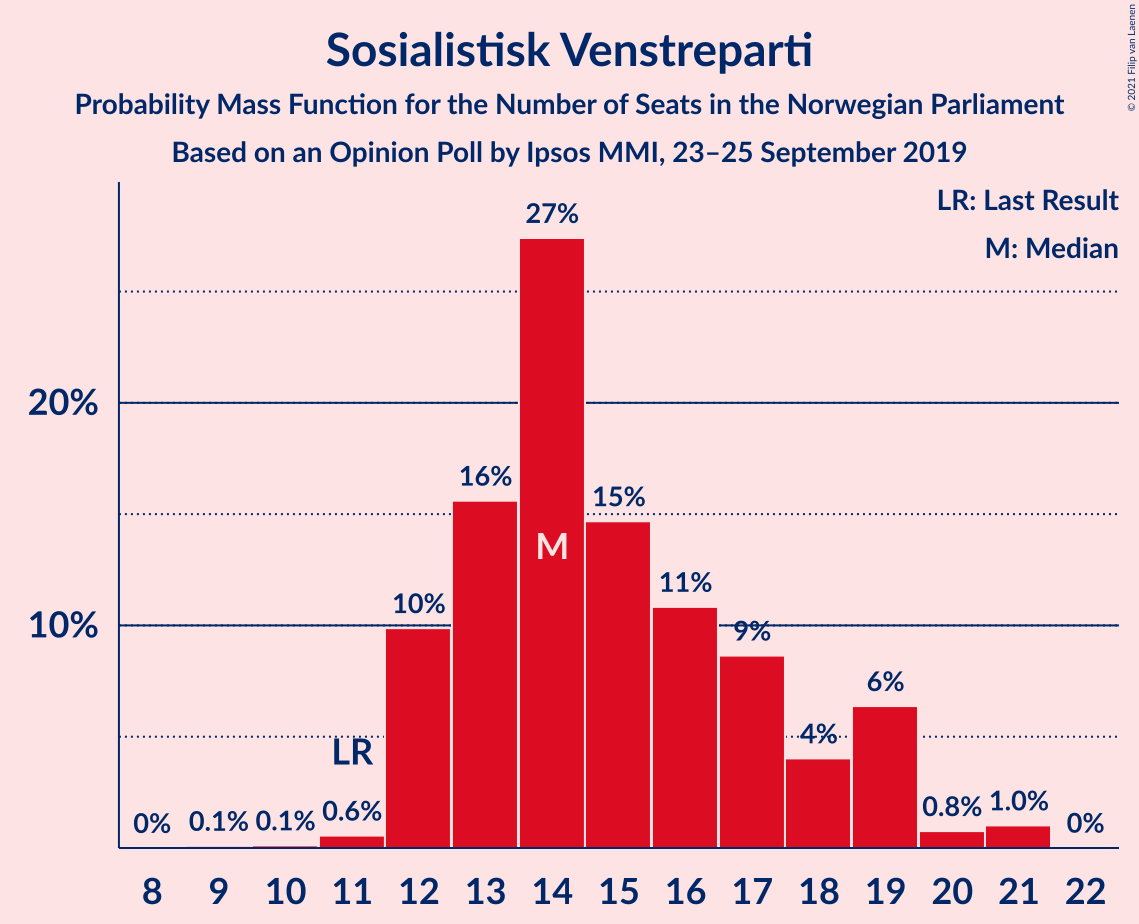 © 2021 Filip van Laenen
Sosialistisk Venstreparti
Probability Mass Function for the Number of Seats in the Norwegian Parliament
Based on an Opinion Poll by Ipsos MMI, 23–25 September 2019
LR: Last Result
M: Median
20%
10%
0%
0.1%
0.1%
0.6%
LR
10%
16%
27%
M
15%
11%
9%
4%
6%
0.8%
1.0%
0%
8 9 10 11 12 13 14 15 16 17 18 19 20 21 22